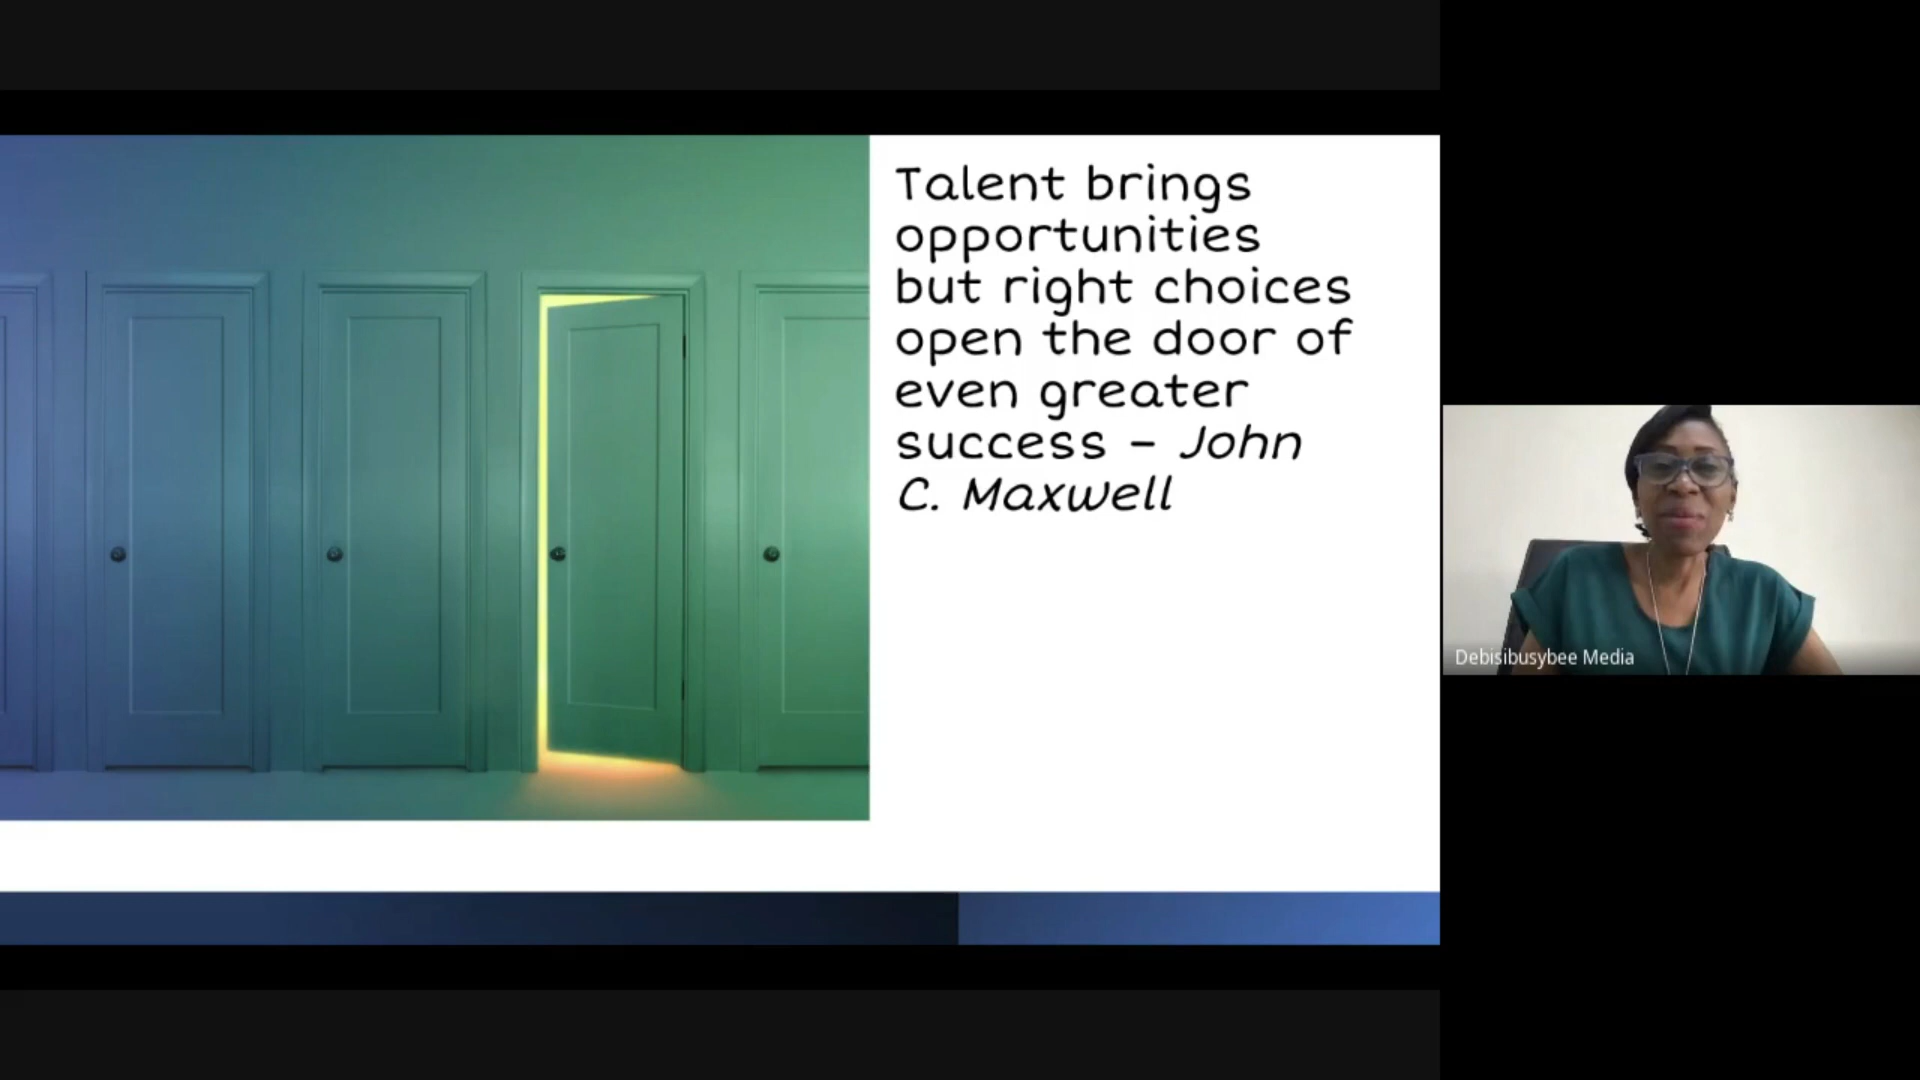 Talent brings
opportunities
but right choices
open the door of
even greater
success – John
C. Maxwell
Debisibusybee Media